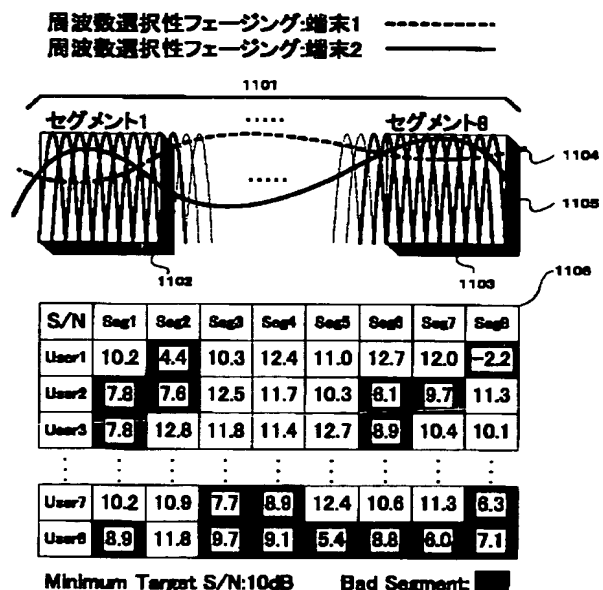 周波数選択性フェージング:端末1
周波数選択性フェージング:端末2
1101
セグメント1 ..... セグメント8
.....
1104
1105
1102
1103
1106
S/N Seg1 Seg2 Seg3 Seg4 Seg5 Seg6 Seg7 Seg8
User1 10.2 4.4 10.3 12.4 11.0 12.7 12.0 -2.2
User2 7.8 7.6 12.5 11.7 10.3 8.1 9.7 11.3
User3 7.8 12.8 11.8 11.4 12.7 8.9 10.4 10.1
User7 10.2 10.9 7.7 8.9 12.4 10.6 11.3 6.3
User8 8.9 11.8 9.7 9.1 5.4 8.8 6.0 7.1
Minimum Target S/N:10dB Bad Segment: